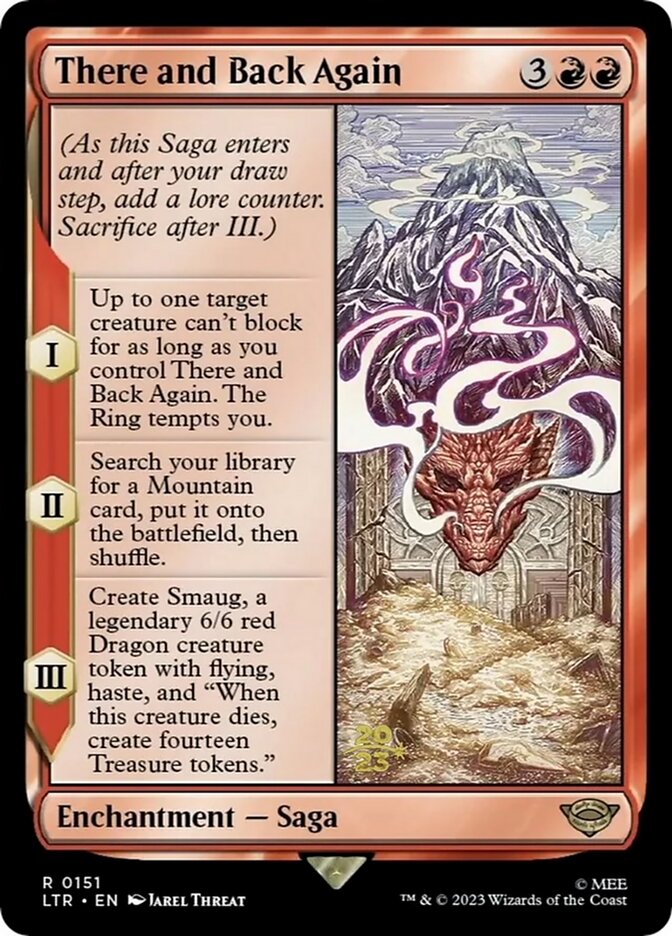 There and Back Again 3
(As this Saga enters
and after your draw
step, add a lore counter.
Sacrifice after III.)
I
Up to one target
creature can't block
for as long as you
control There and
Back Again. The
Ring tempts you.
II
Search your library
for a Mountain
card, put it onto
the battlefield, then
shuffle.
III
Create Smaug, a
legendary 6/6 red
Dragon creature
token with flying,
haste, and “When
this creature dies,
create fourteen
Treasure tokens.”
20
23
Enchantment — Saga
R 0151
LTR • EN JAREL THREAT
© MEE
™ & © 2023 Wizards of the Coast